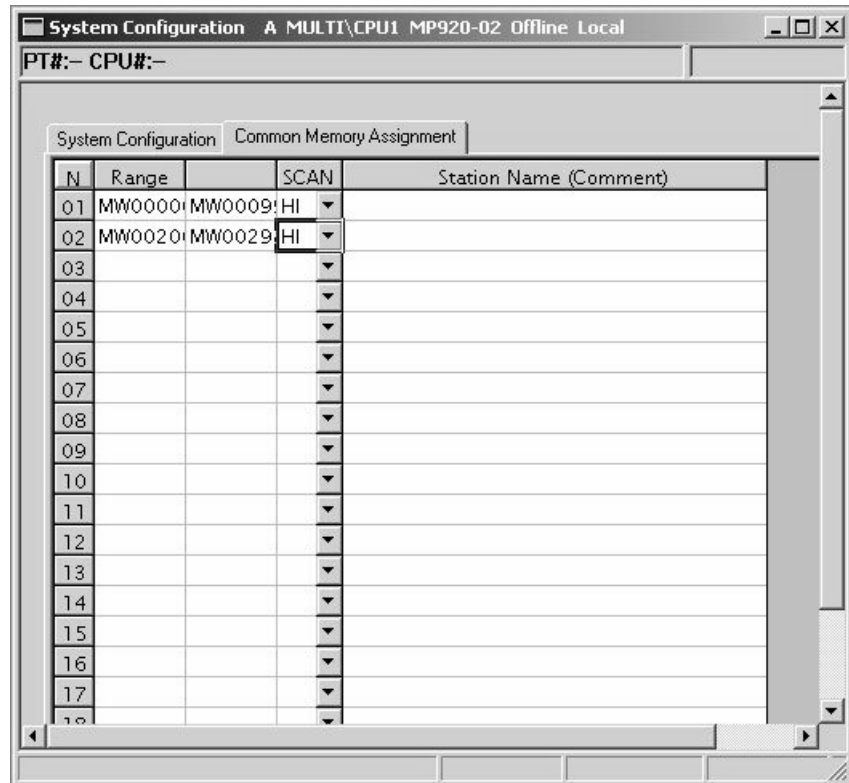 System Configuration A MULTI\CPU1 MP920-02 Offline Local
PT#:– CPU#:–
System Configuration Common Memory Assignment
N Range SCAN Station Name (Comment)
01 HI
02 HI
03
04
05
06
07
08
09
10
11
12
13
14
15
16
17